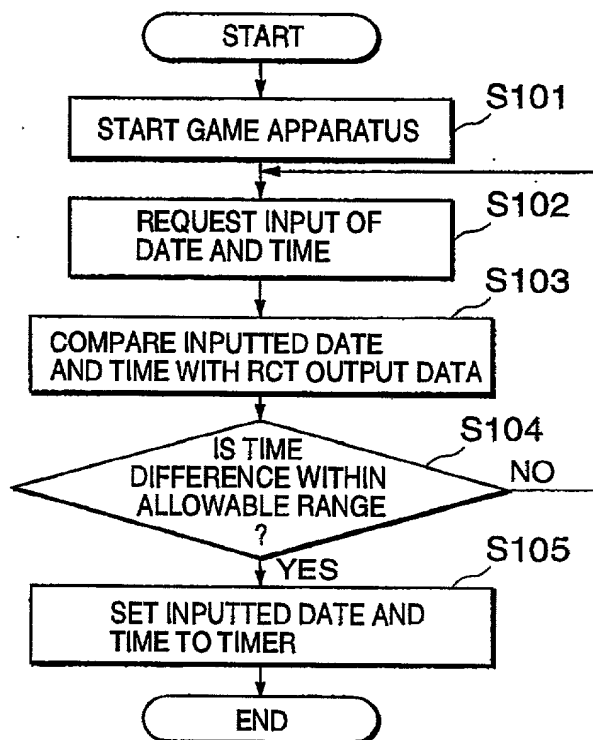 START
S101
START GAME APPARATUS
S102
REQUEST INPUT OF
DATE AND TIME
S103
COMPARE INPUTTED DATE
AND TIME WITH RCT OUTPUT DATA
S104
IS TIME
DIFFERENCE WITHIN
ALLOWABLE RANGE
?
NO
YES
S105
SET INPUTTED DATE AND
TIME TO TIMER
END